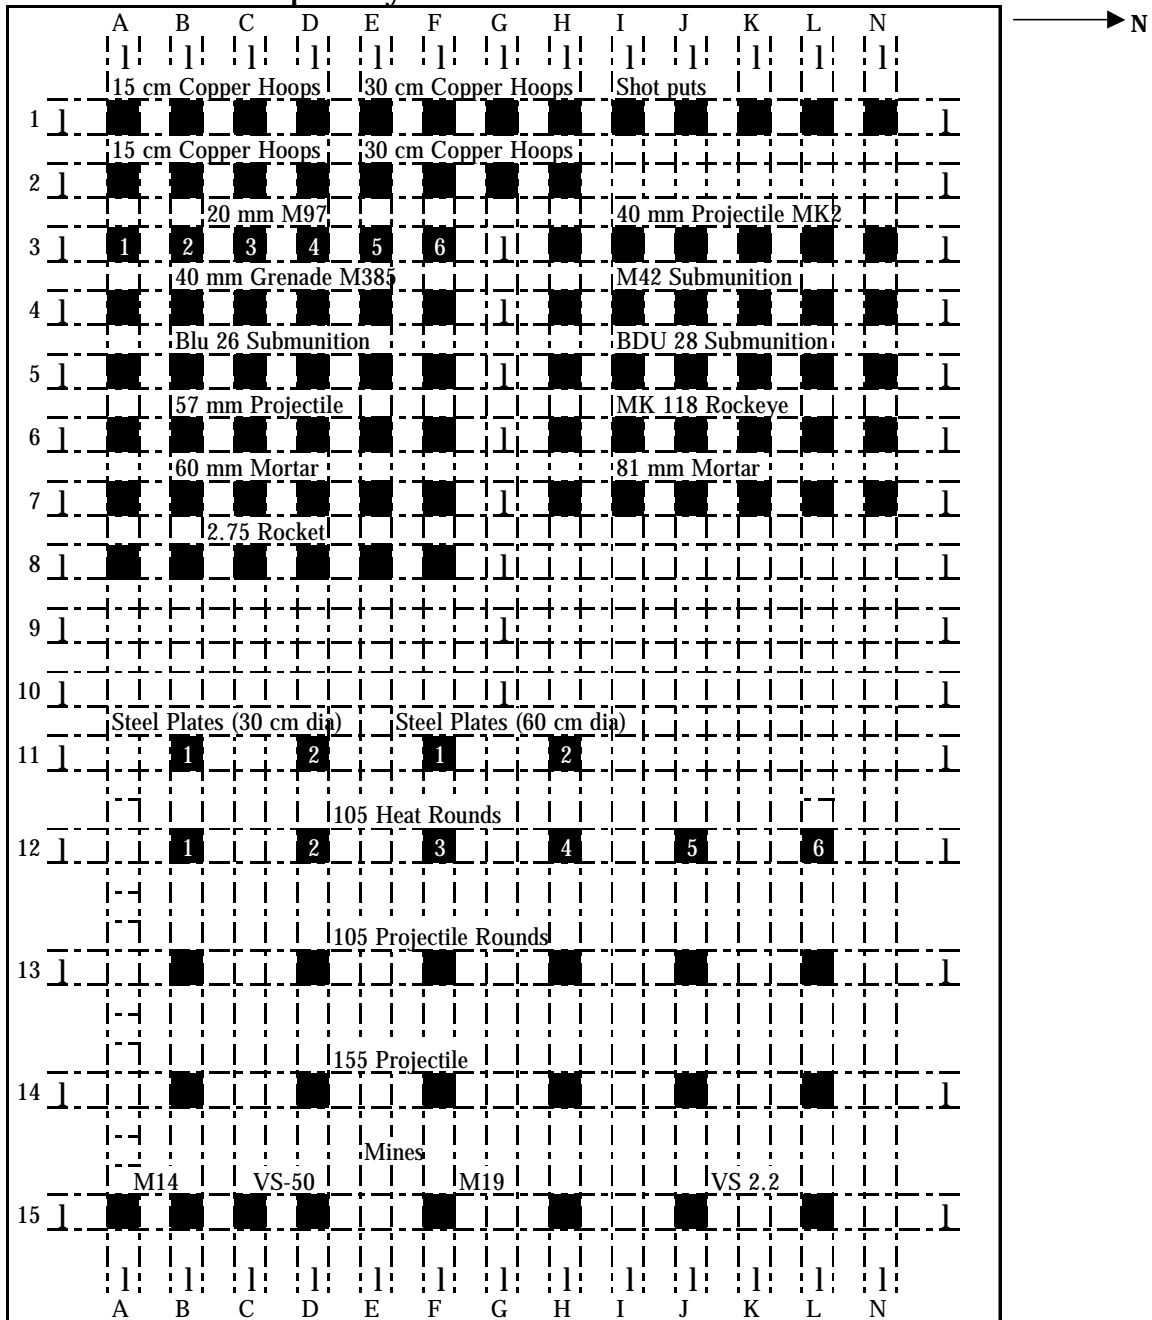 A B C D E F G H I J K L N
N
l l l l l l l l l l l l l
15 cm Copper Hoops 30 cm Copper Hoops Shot puts
1 l l
15 cm Copper Hoops 30 cm Copper Hoops
2 l l
20 mm M97 40 mm Projectile MK2
3 l 1 2 3 4 5 6 l l
40 mm Grenade M385 M42 Submunition
4 l l l
Blu 26 Submunition BDU 28 Submunition
5 l l l
57 mm Projectile MK 118 Rockeye
6 l l l
60 mm Mortar 81 mm Mortar
7 l l l
2.75 Rocket
8 l l l
9 l l l
10 l l l
Steel Plates (30 cm dia) Steel Plates (60 cm dia)
11 l 1 2 1 2 l
105 Heat Rounds
12 l 1 2 3 4 5 6 l
105 Projectile Rounds
13 l l
155 Projectile
14 l l
Mines
M14 VS-50 M19 VS 2.2
15 l l
l l l l l l l l l l l l l
A B C D E F G H I J K L N